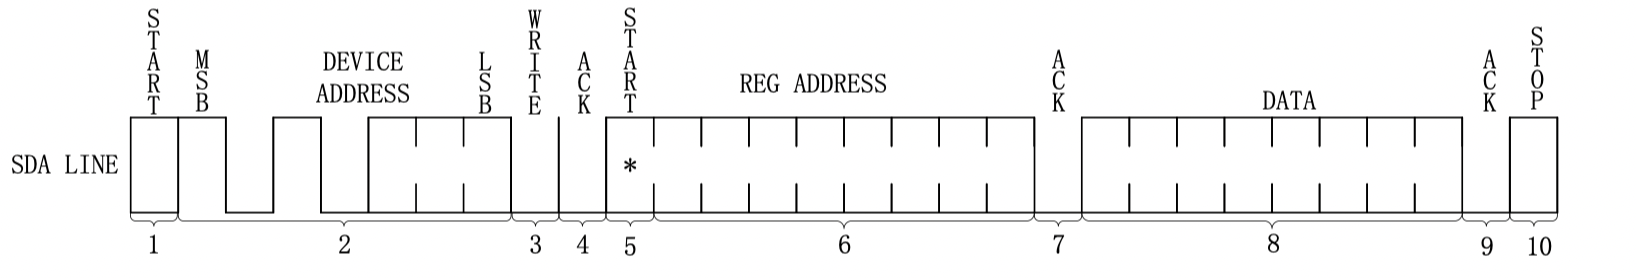 START
MSB
DEVICE
ADDRESS
LSB
WRITE
ACK
START
REG ADDRESS
ACK
DATA
ACK
STOP
SDA LINE
*
1
2
3
4
5
6
7
8
9
10